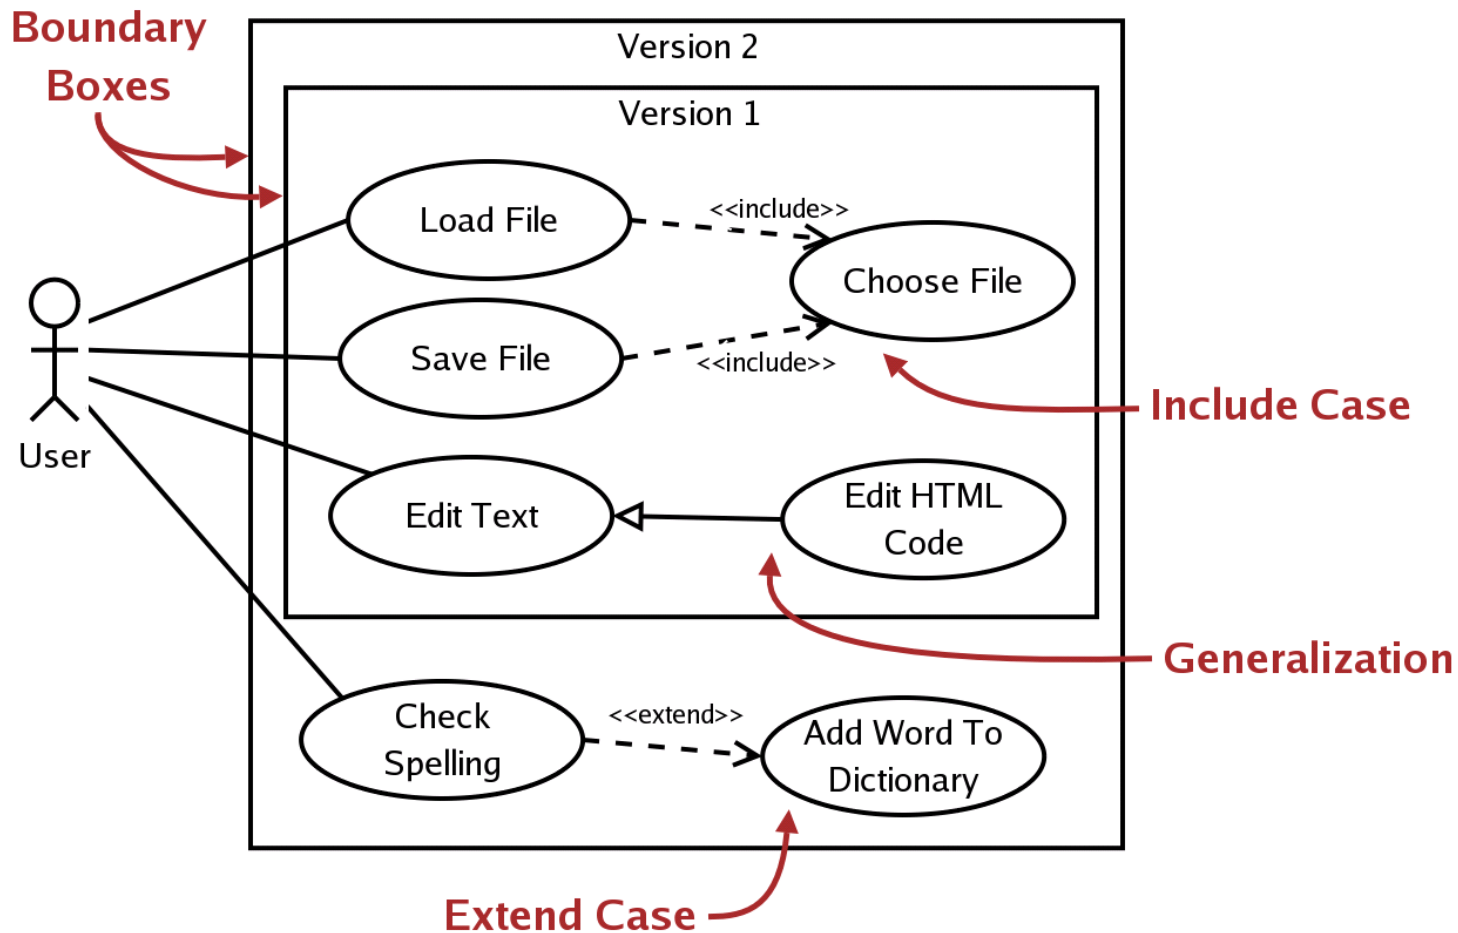 Boundary
Boxes
Version 2
Version 1
Load File
<<include>>
Choose File
Save File
<<include>>
Include Case
User
Edit Text
Edit HTML
Code
Generalization
Check
Spelling
<<extend>>
Add Word To
Dictionary
Extend Case